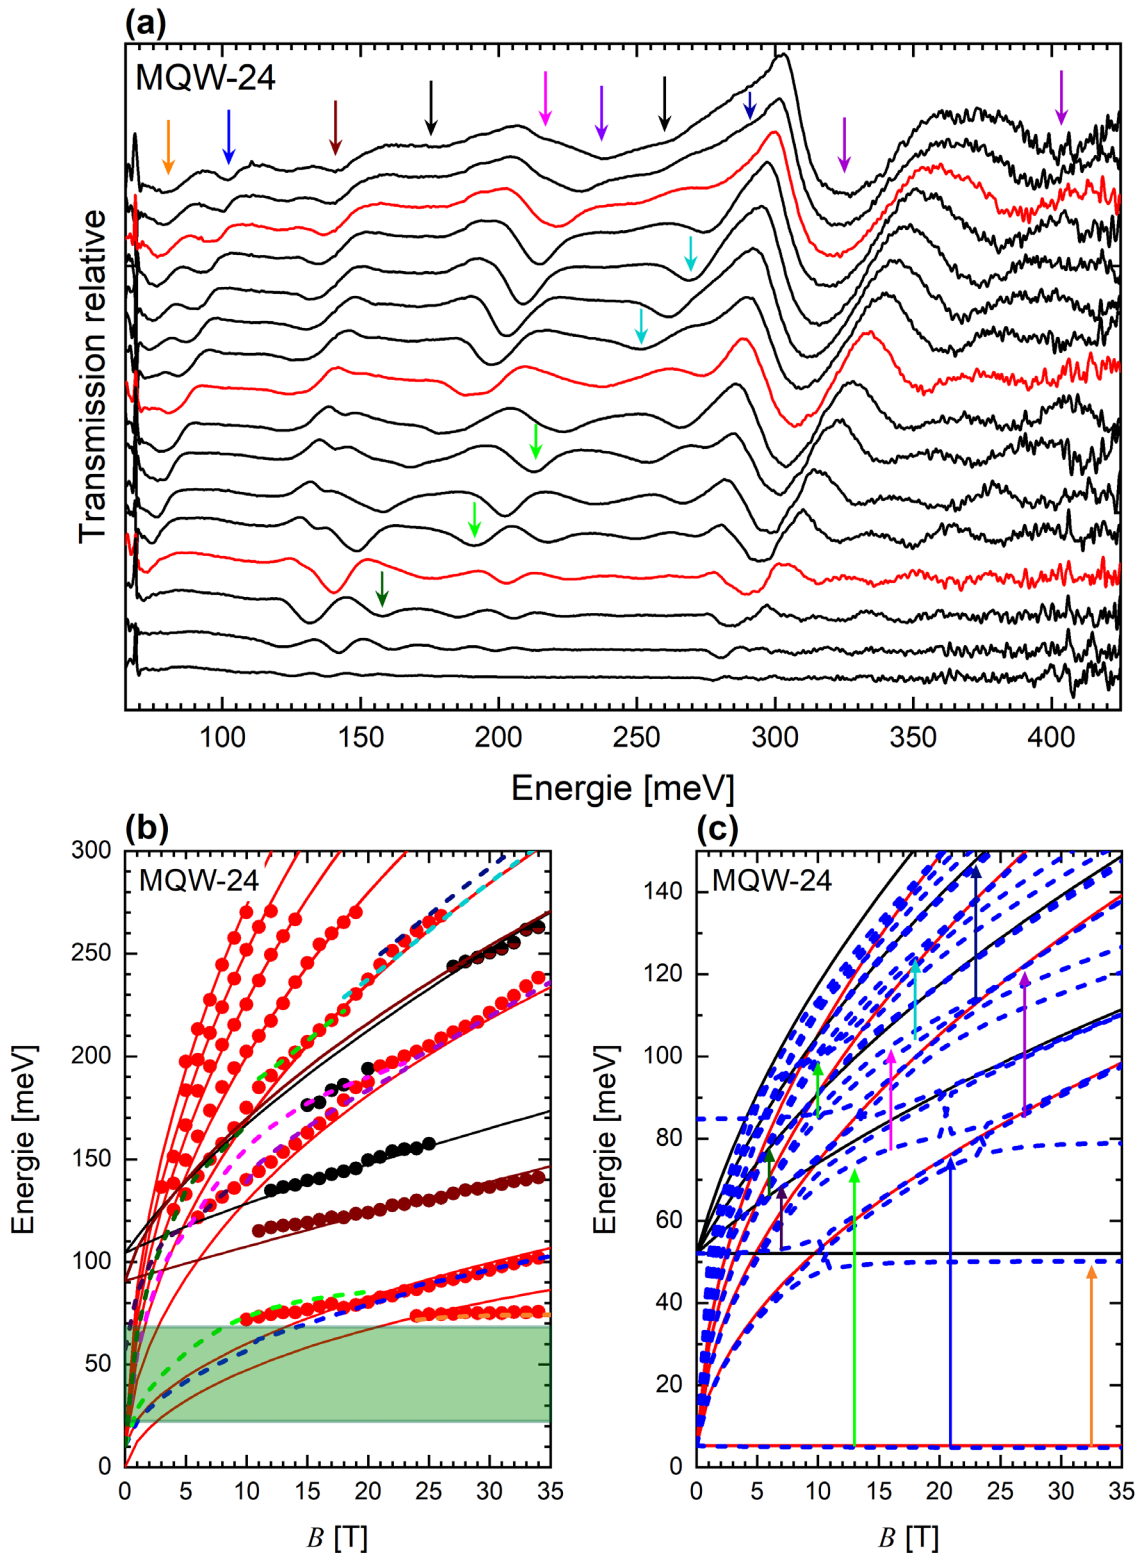 (a)
MQW-24
Transmission relative
100 150 200 250 300 350 400
Energie [meV]
(b)
MQW-24
Energie [meV]
300
250
200
150
100
50
0
0 5 10 15 20 25 30 35
B [T]
(c)
MQW-24
Energie [meV]
140
120
100
80
60
40
20
0
0 5 10 15 20 25 30 35
B [T]